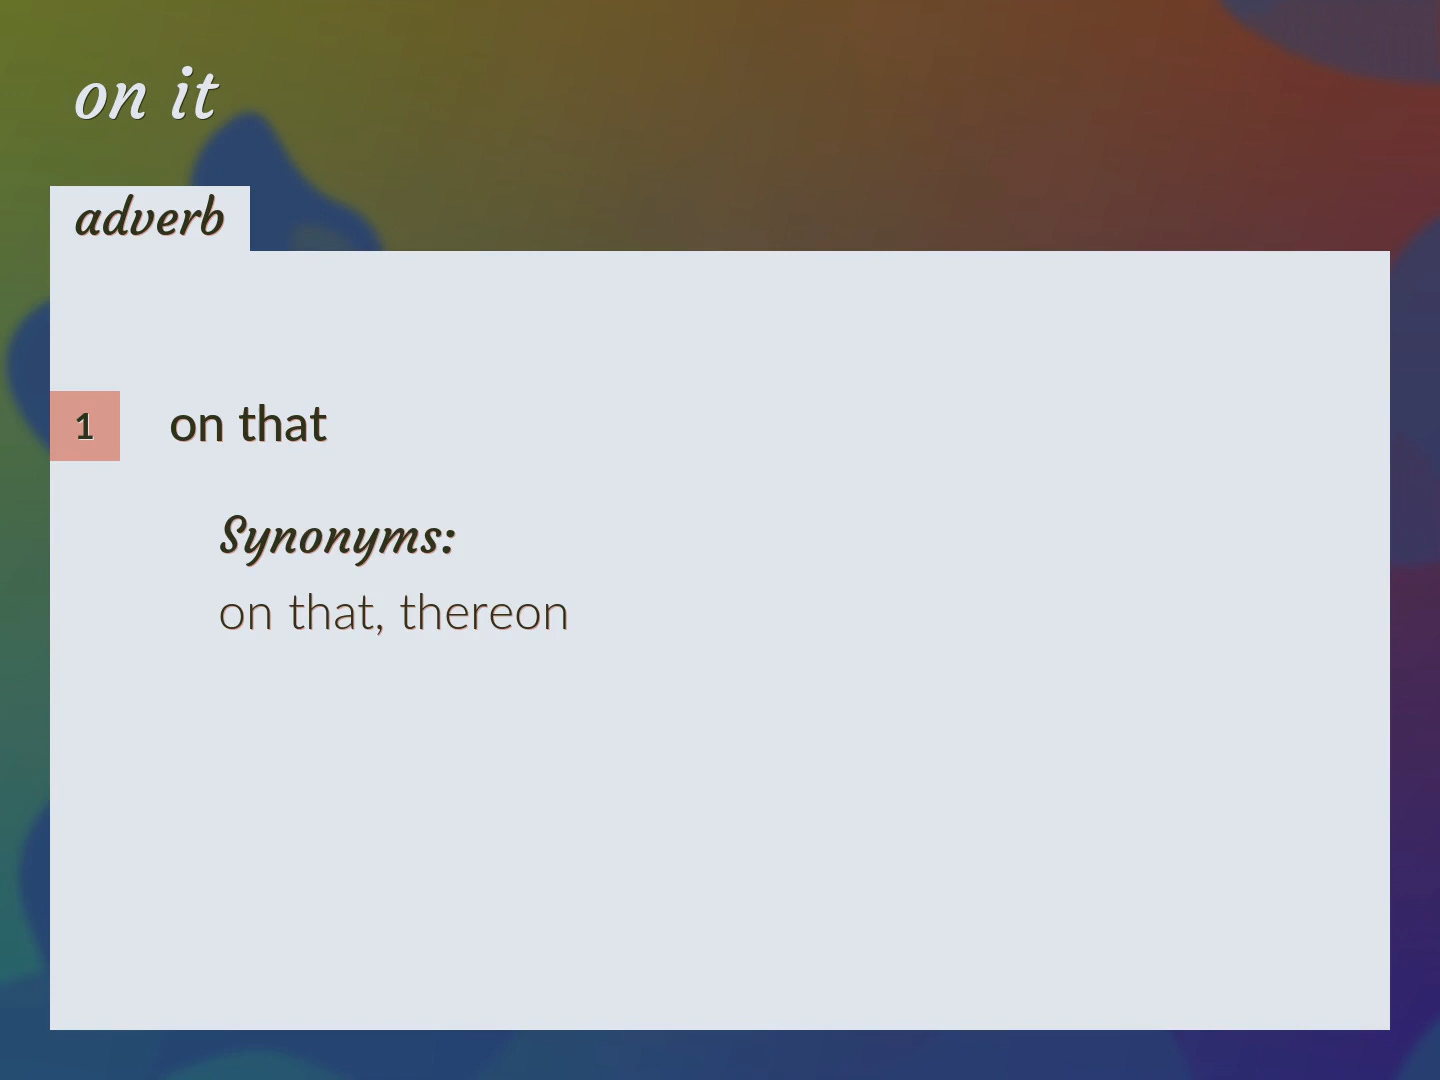 on it
adverb
1 on that
Synonyms:
on that, thereon